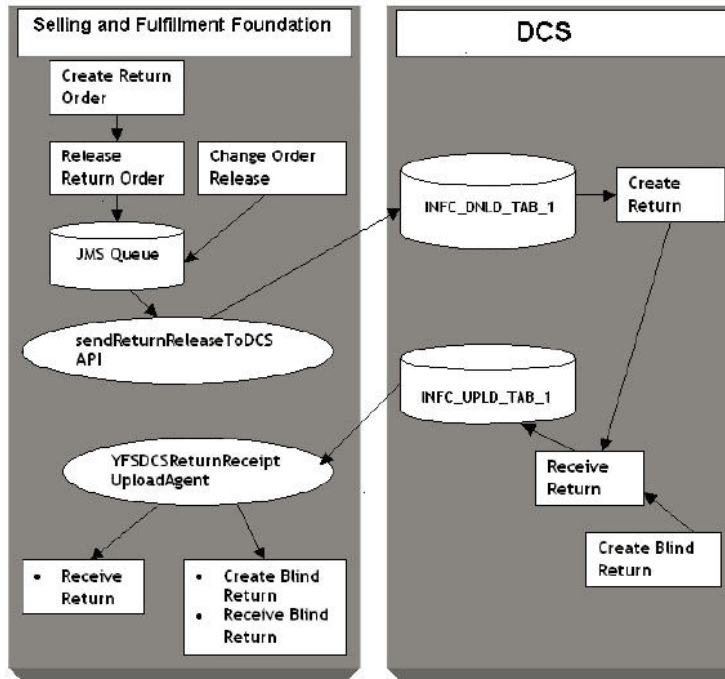 Selling and Fulfillment Foundation
Create Return
Order
Release
Return Order
Change Order
Release
JMS Queue
sendReturnReleaseToDCS
API
YFSDCSReturnReceipt
UploadAgent
• Receive
Return
• Create Blind
Return
• Receive Blind
Return
DCS
INFC_DNLD_TAB_1
Create
Return
INFC_UPLD_TAB_1
Receive
Return
Create Blind
Return